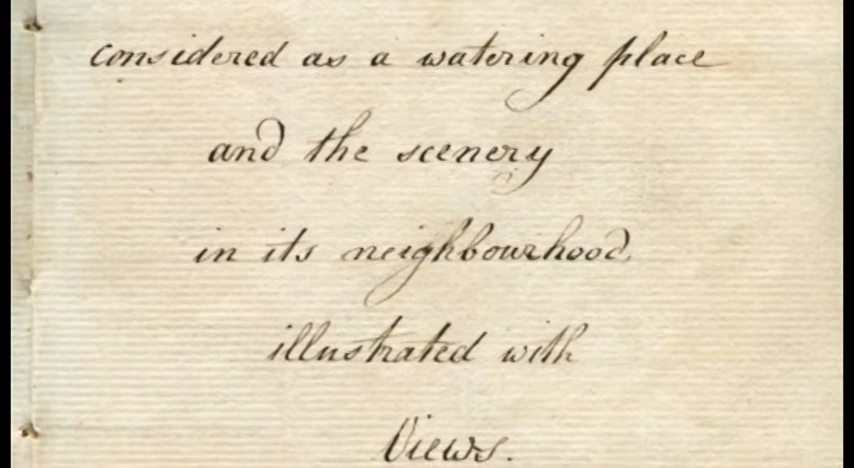 considered as a watering place
and the scenery
in its neighbourhood
illustrated with
Views.